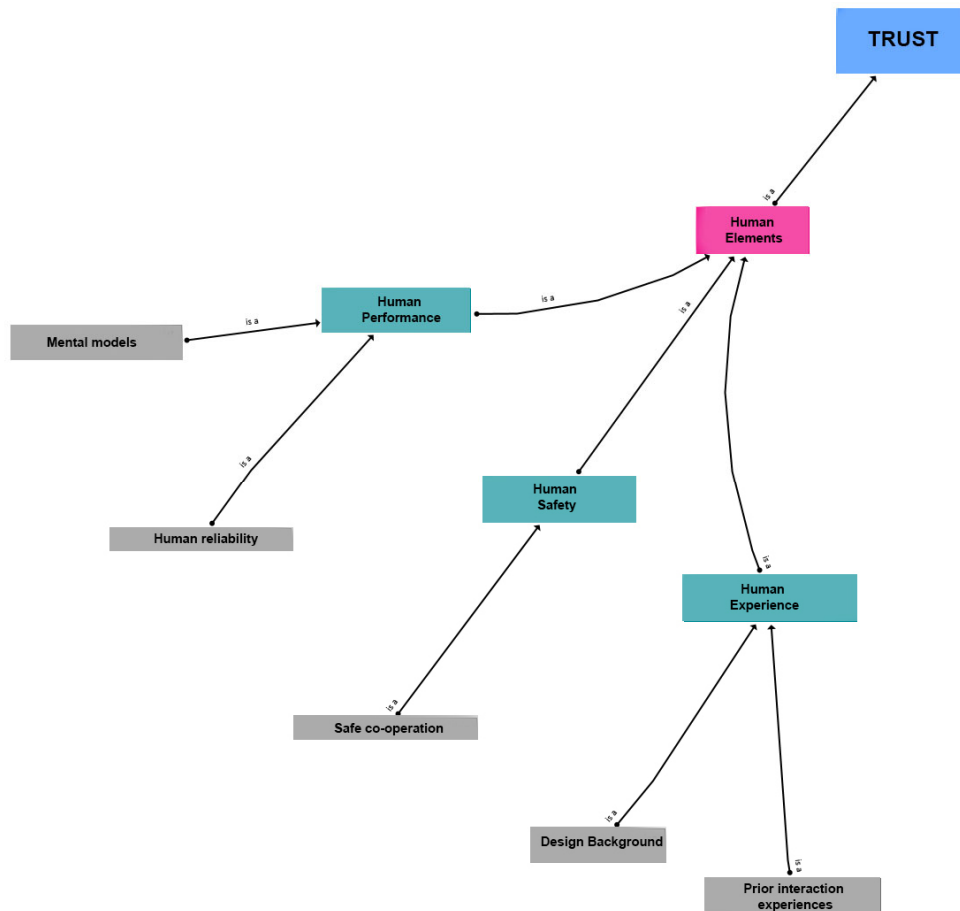 TRUST
is a
Human
Elements
is a
is a
Human
Performance
is a
Mental models
is a
Human reliability
Human
Safety
is a
Human
Experience
is a
Safe co-operation
is a
Design Background
is a
Prior interaction
experiences